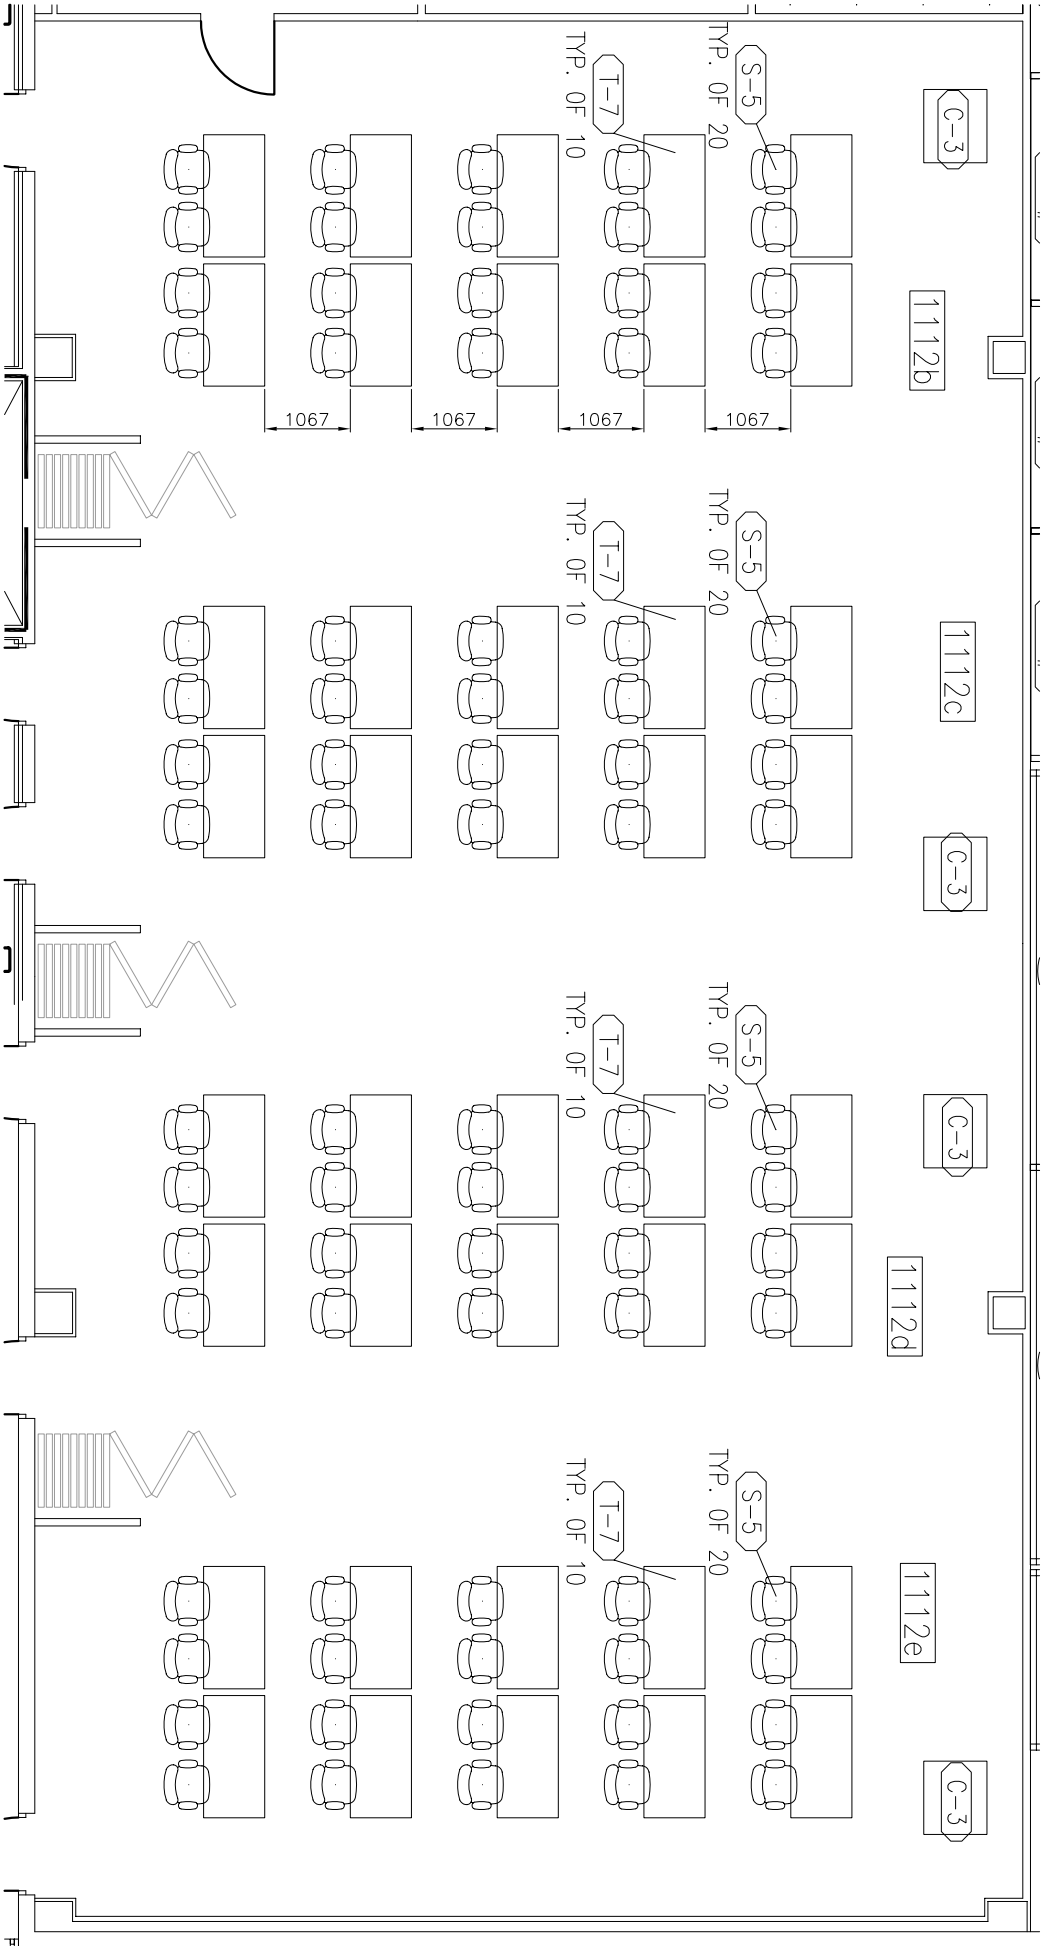 C-3
S-5
TYP. OF 20
T-7
TYP. OF 10
1112b
1067
1067
1067
1067
1112c
S-5
TYP. OF 20
T-7
TYP. OF 10
C-3
C-3
S-5
TYP. OF 20
T-7
TYP. OF 10
1112d
1112e
S-5
TYP. OF 20
T-7
TYP. OF 10
C-3